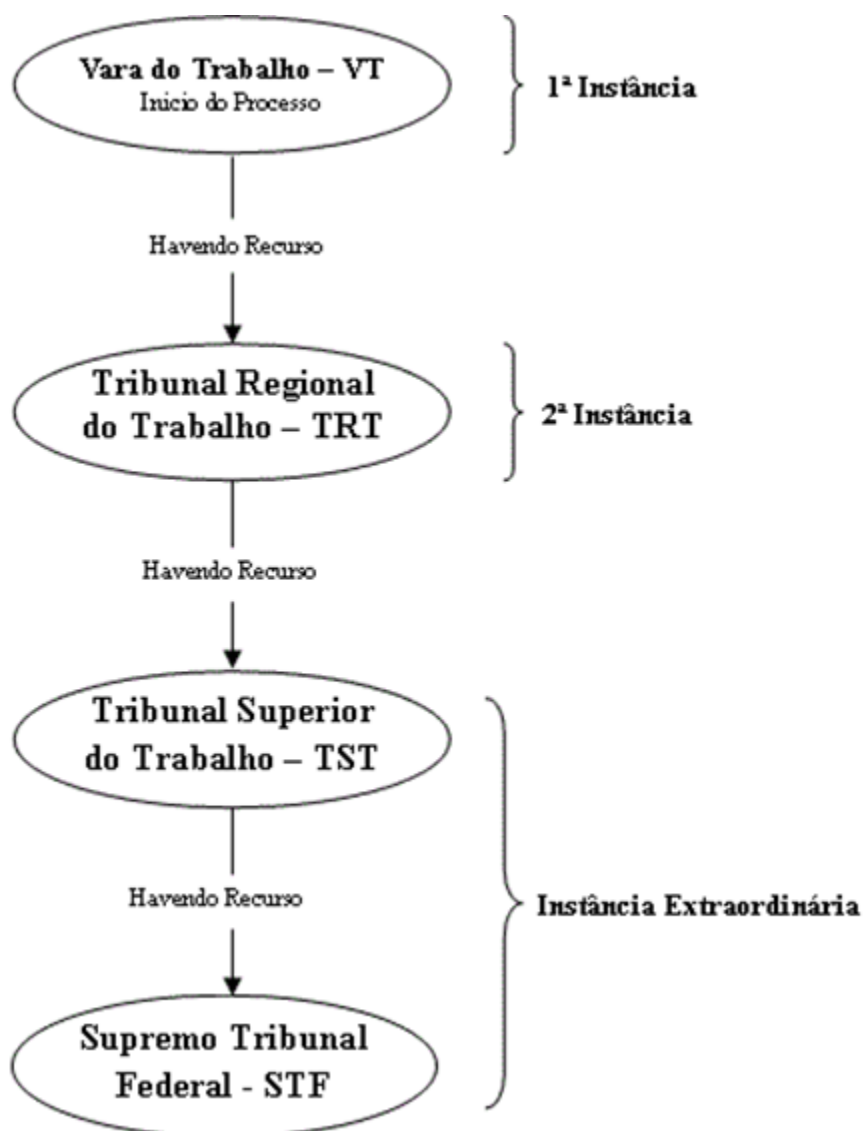 Vara do Trabalho – VT
Inicio do Processo
1ª Instância
Havendo Recurso
Tribunal Regional
do Trabalho – TRT
2ª Instância
Havendo Recurso
Tribunal Superior
do Trabalho – TST
Havendo Recurso
Instância Extraordinária
Supremo Tribunal
Federal - STF